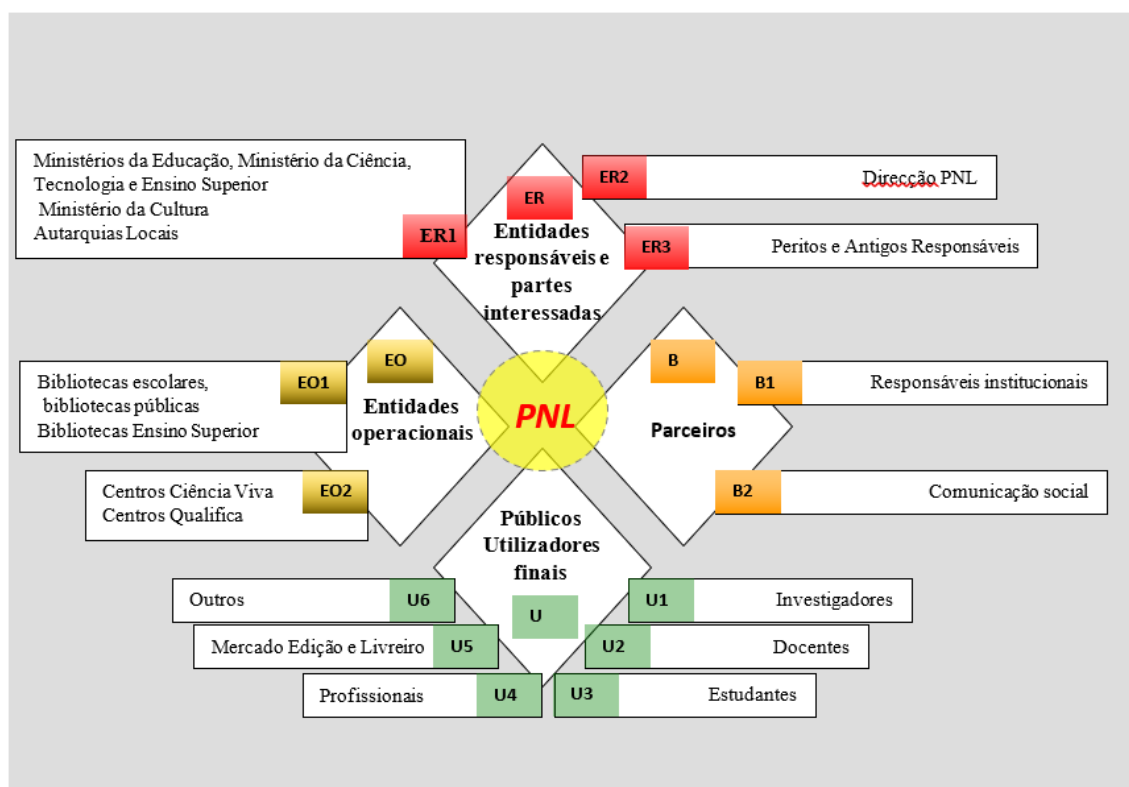 Ministérios da Educação, Ministério da Ciência,
Tecnologia e Ensino Superior
Ministério da Cultura
Autarquias Locais
ER1
ER
Entidades
responsáveis e
partes
interessadas
ER2
Direcção PNL
ER3
Peritos e Antigos Responsáveis
Bibliotecas escolares,
bibliotecas públicas
Bibliotecas Ensino Superior
EO1
EO
Entidades
operacionais
Centros Ciência Viva
Centros Qualifica
EO2
PNL
B
Parceiros
B1
Responsáveis institucionais
B2
Comunicação social
Públicos
Utilizadores
finais
U
Outros
U6
U1
Investigadores
Mercado Edição e Livreiro
U5
U2
Docentes
Profissionais
U4
U3
Estudantes